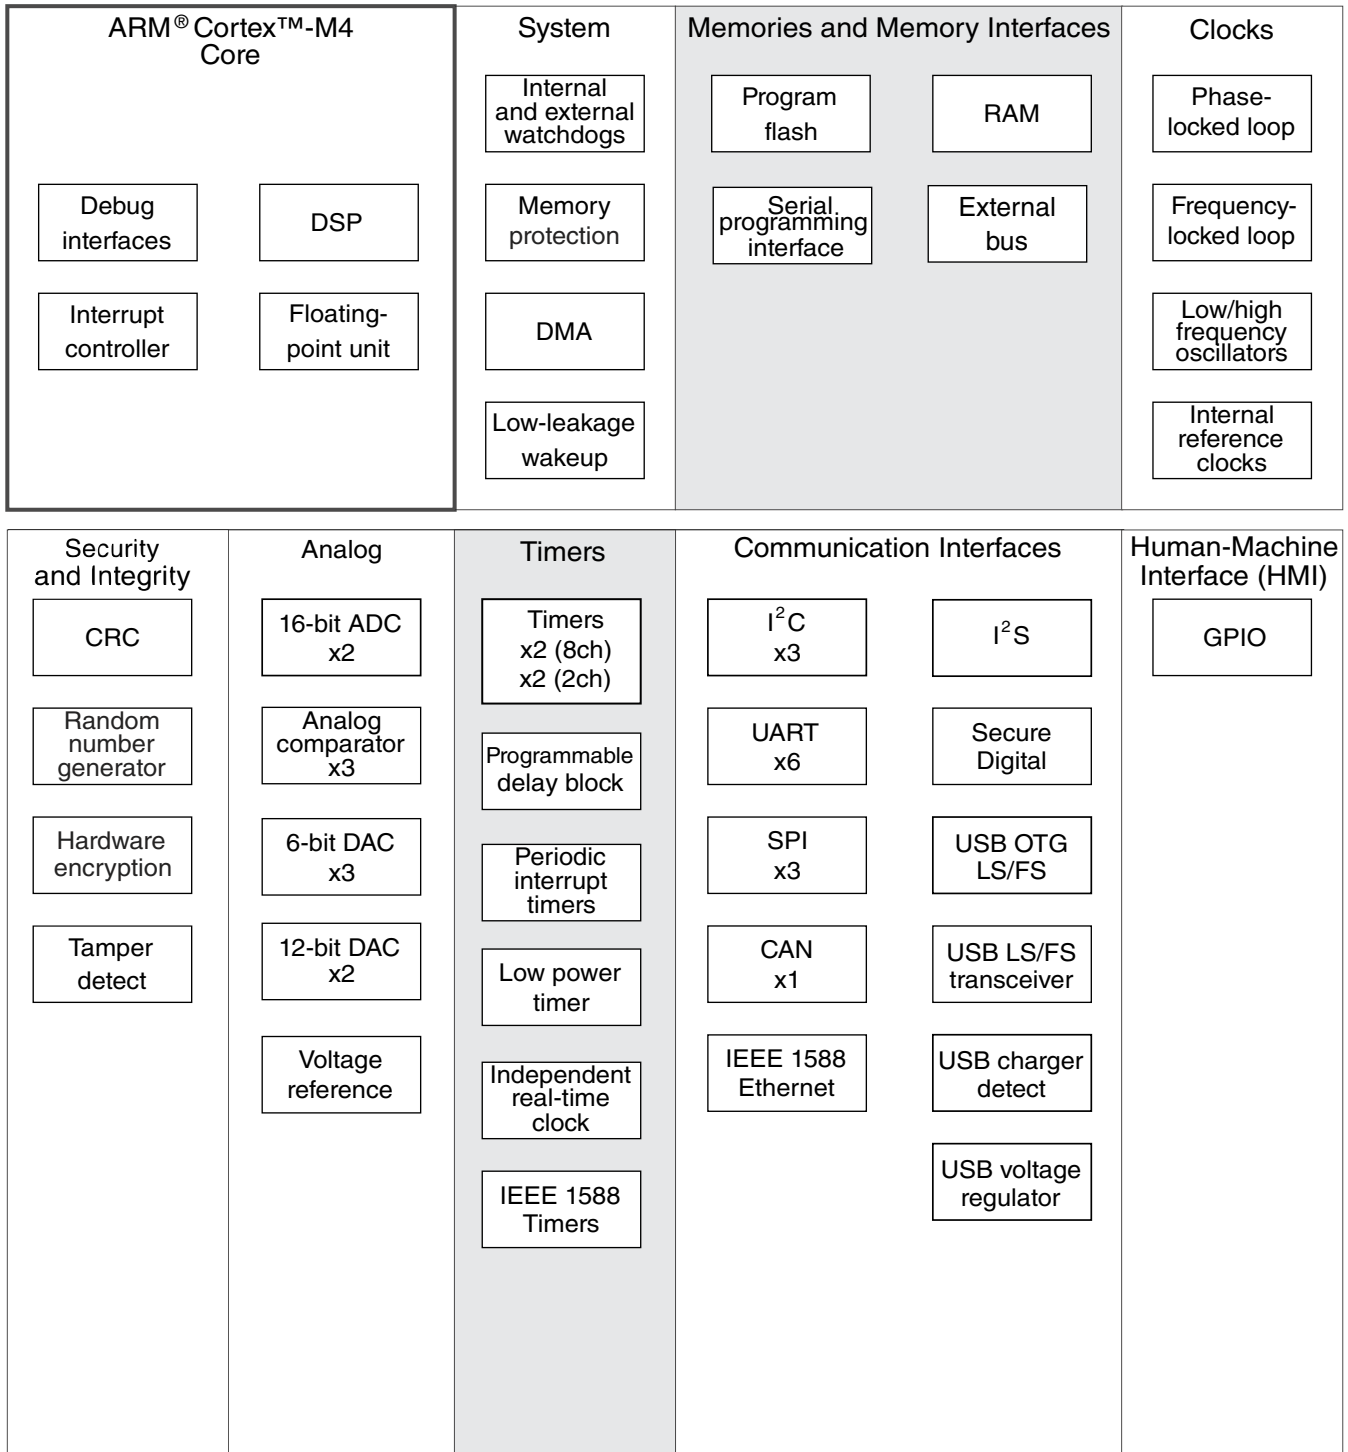 ARM® Cortex™-M4
Core
Debug
interfaces
DSP
Interrupt
controller
Floating-
point unit
System
Internal
and external
watchdogs
Memory
protection
DMA
Low-leakage
wakeup
Memories and Memory Interfaces
Program
flash
RAM
Serial
programming
interface
External
bus
Clocks
Phase-
locked loop
Frequency-
locked loop
Low/high
frequency
oscillators
Internal
reference
clocks
Security
and Integrity
CRC
Random
number
generator
Hardware
encryption
Tamper
detect
Analog
16-bit ADC
x2
Analog
comparator
x3
6-bit DAC
x3
12-bit DAC
x2
Voltage
reference
Timers
Timers
x2 (8ch)
x2 (2ch)
Programmable
delay block
Periodic
interrupt
timers
Low power
timer
Independent
real-time
clock
IEEE 1588
Timers
Communication Interfaces
I²C
x3
I²S
UART
x6
Secure
Digital
SPI
x3
USB OTG
LS/FS
CAN
x1
USB LS/FS
transceiver
IEEE 1588
Ethernet
USB charger
detect
USB voltage
regulator
Human-Machine
Interface (HMI)
GPIO